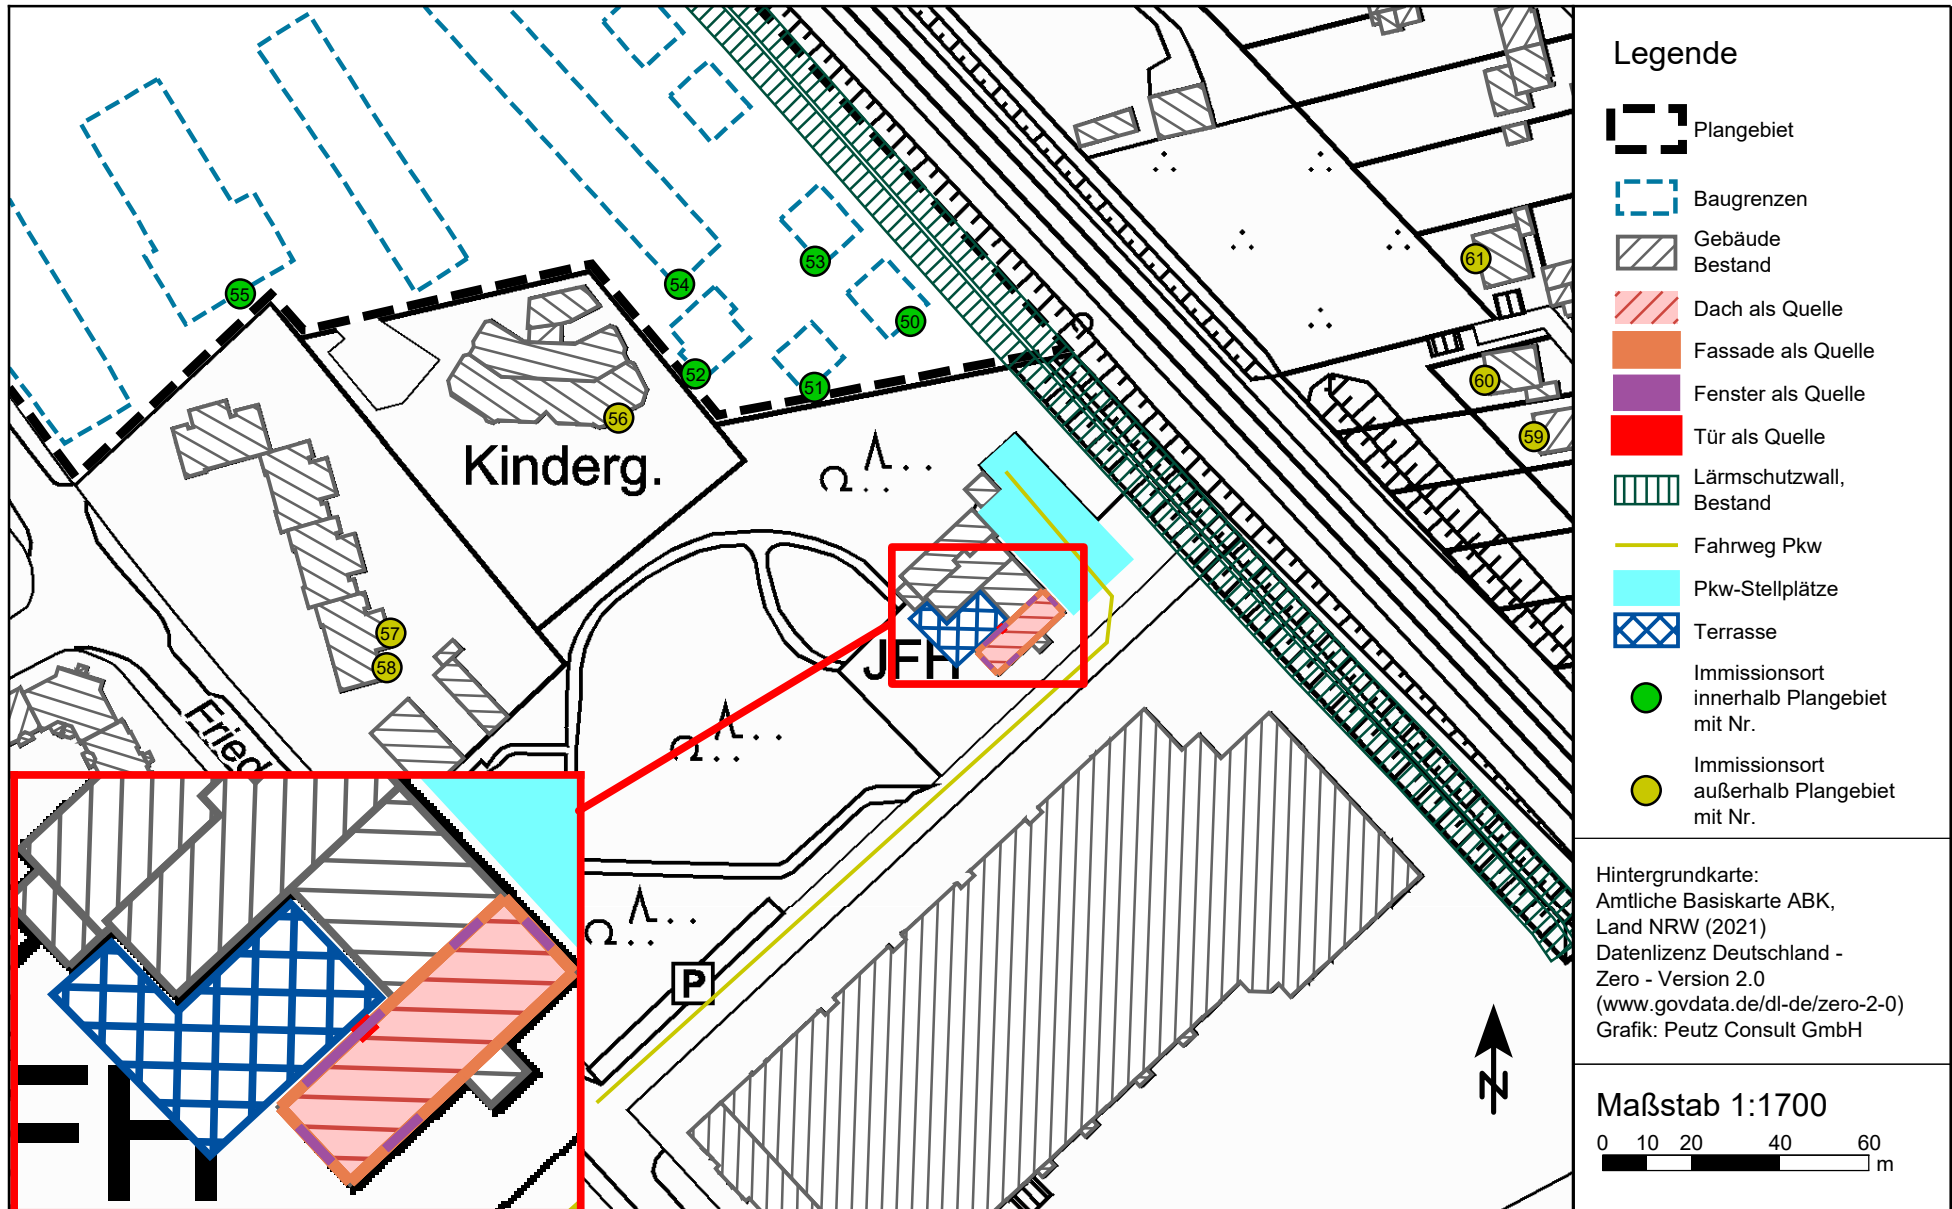 55
54
53
50
52
51
56
Kinderg.
57
58
JFH
Fried
P
FH
61
60
59
N
Legende
Plangebiet
Baugrenzen
Gebäude
Bestand
Dach als Quelle
Fassade als Quelle
Fenster als Quelle
Tür als Quelle
Lärmschutzwall,
Bestand
Fahrweg Pkw
Pkw-Stellplätze
Terrasse
Immissionsort
innerhalb Plangebiet
mit Nr.
Immissionsort
außerhalb Plangebiet
mit Nr.
Hintergrundkarte:
Amtliche Basiskarte ABK,
Land NRW (2021)
Datenlizenz Deutschland -
Zero - Version 2.0
(www.govdata.de/dl-de/zero-2-0)
Grafik: Peutz Consult GmbH
Maßstab 1:1700
0 10 20 40 60
m